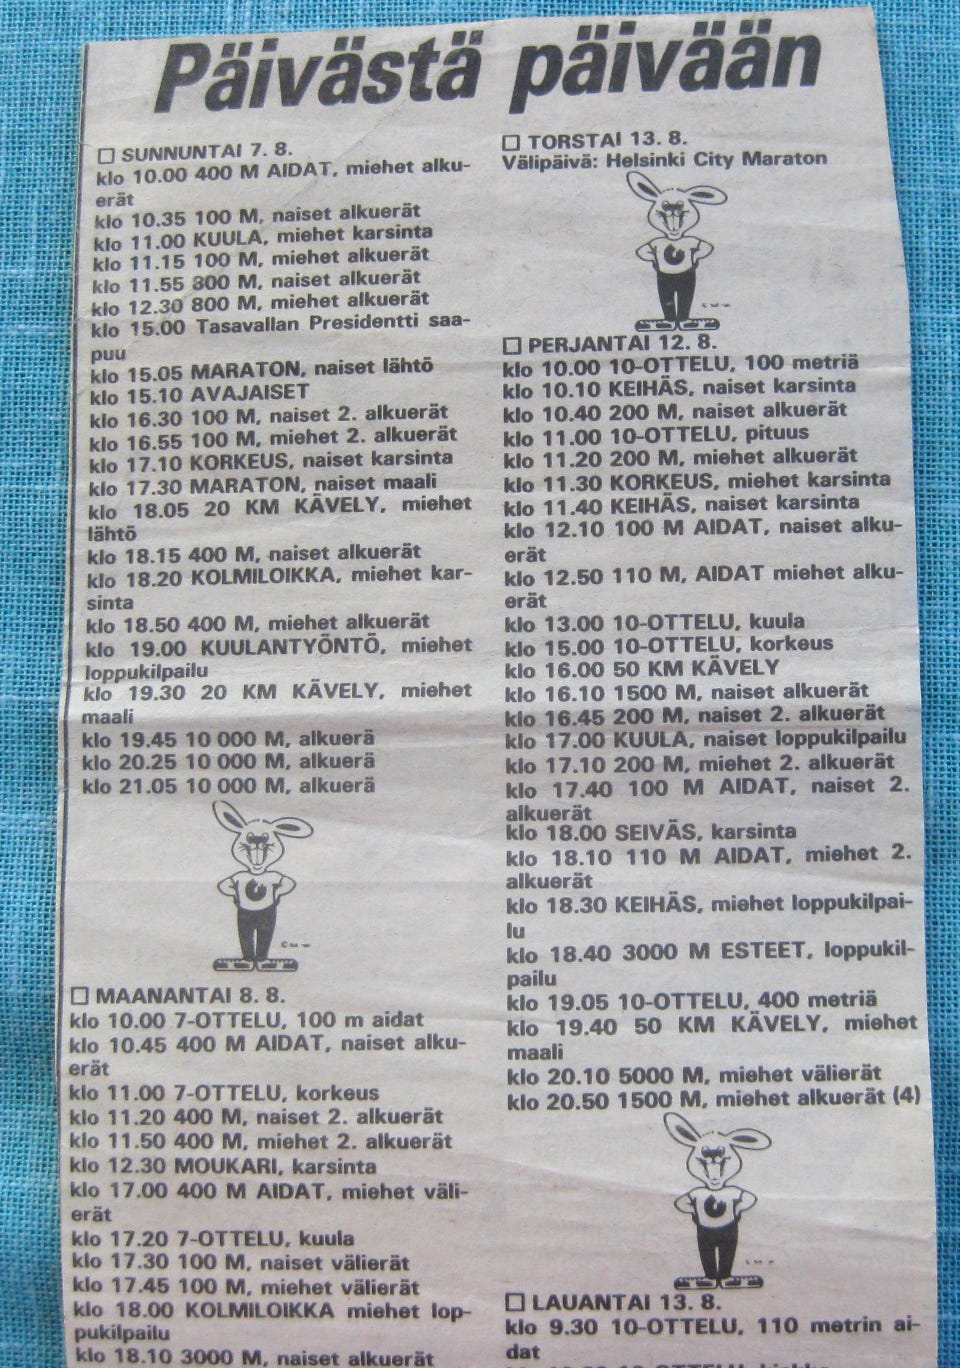 Päivästä päivään
□ SUNNUNTAI 7. 8.
klo 10.00 400 M AIDAT, miehet alku-
erät
klo 10.35 100 M, naiset alkuerät
klo 11.00 KUULA, miehet karsinta
klo 11.15 100 M, miehet alkuerät
klo 11.55 800 M, naiset alkuerät
klo 12.30 800 M, miehet alkuerät
klo 15.00 Tasavallan Presidentti saa-
puu
klo 15.05 MARATON, naiset lähtö
klo 15.10 AVAJAISET
klo 16.30 100 M, naiset 2. alkuerät
klo 16.55 100 M, miehet 2. alkuerät
klo 17.10 KORKEUS, naiset karsinta
klo 17.30 MARATON, naiset maali
klo 18.05 20 KM KÄVELY, miehet
lähtö
klo 18.15 400 M, naiset alkuerät
klo 18.20 KOLMILOIKKA, miehet kar-
sinta
klo 18.50 400 M, miehet alkuerät
klo 19.00 KUULANTYÖNTÖ, miehet
loppukilpailu
klo 19.30 20 KM KÄVELY, miehet
maali
klo 19.45 10 000 M, alkuerä
klo 20.25 10 000 M, alkuerä
klo 21.05 10 000 M, alkuerä
□ MAANANTAI 8. 8.
klo 10.00 7-OTTELU, 100 m aidat
klo 10.45 400 M AIDAT, naiset alku-
erät
klo 11.00 7-OTTELU, korkeus
klo 11.20 400 M, naiset 2. alkuerät
klo 11.50 400 M, miehet 2. alkuerät
klo 12.30 MOUKARI, karsinta
klo 17.00 400 M AIDAT, miehet väli-
erät
klo 17.20 7-OTTELU, kuula
klo 17.30 100 M, naiset välierät
klo 17.45 100 M, miehet välierät
klo 18.00 KOLMILOIKKA miehet lop-
pukilpailu
klo 18.10 3000 M, naiset alkuerät
□ TORSTAI 13. 8.
Välipäivä: Helsinki City Maraton
□ PERJANTAI 12. 8.
klo 10.00 10-OTTELU, 100 metriä
klo 10.10 KEIHÄS, naiset karsinta
klo 10.40 200 M, naiset alkuerät
klo 11.00 10-OTTELU, pituus
klo 11.20 200 M, miehet alkuerät
klo 11.30 KORKEUS, miehet karsinta
klo 11.40 KEIHÄS, naiset karsinta
klo 12.10 100 M AIDAT, naiset alku-
erät
klo 12.50 110 M, AIDAT miehet alku-
erät
klo 13.00 10-OTTELU, kuula
klo 15.00 10-OTTELU, korkeus
klo 16.00 50 KM KÄVELY
klo 16.10 1500 M, naiset alkuerät
klo 16.45 200 M, naiset 2. alkuerät
klo 17.00 KUULA, naiset loppukilpailu
klo 17.10 200 M, miehet 2. alkuerät
klo 17.40 100 M AIDAT, naiset 2.
alkuerät
klo 18.00 SEIVÄS, karsinta
klo 18.10 110 M AIDAT, miehet 2.
alkuerät
klo 18.30 KEIHÄS, miehet loppukilpai-
lu
klo 18.40 3000 M ESTEET, loppukil-
pailu
klo 19.05 10-OTTELU, 400 metriä
klo 19.40 50 KM KÄVELY, miehet
maali
klo 20.10 5000 M, miehet välierät
klo 20.50 1500 M, miehet alkuerät (4)
□ LAUANTAI 13. 8.
klo 9.30 10-OTTELU, 110 metrin ai-
dat